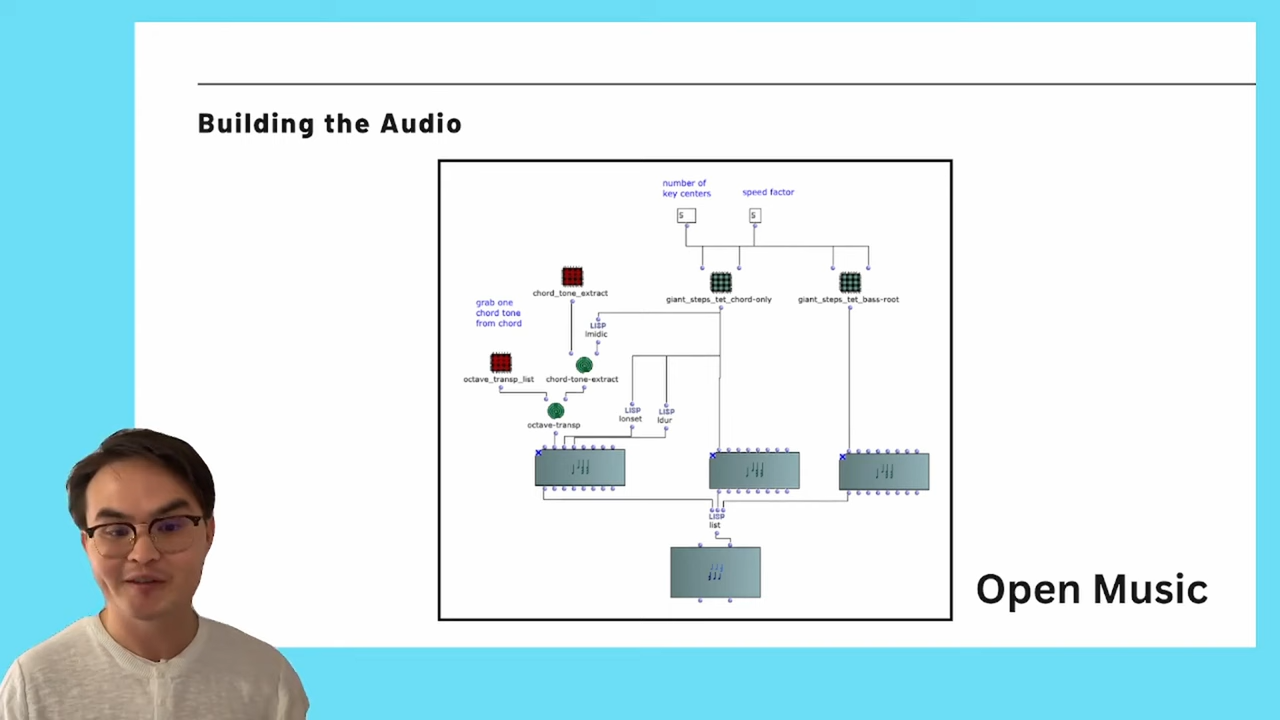 Building the Audio
number of
key centers
speed factor
5
5
chord_tone_extract
giant_steps_tet_chord-only
giant_steps_tet_bass-root
grab one
chord tone
from chord
LISP
lmidic
octave_transp_list
chord-tone-extract
LISP
lonset
LISP
ldur
octave-transp
LISP
list
Open Music